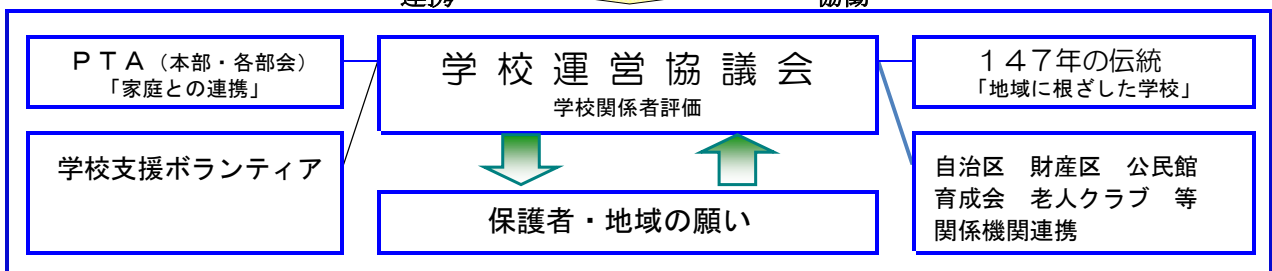 連携 協働
ＰＴＡ（本部・各部会）
「家庭との連携」
学校運営協議会
学校関係者評価
１４７年の伝統
「地域に根ざした学校」
学校支援ボランティア
保護者・地域の願い
自治区　財産区　公民館
育成会　老人クラブ　等
関係機関連携